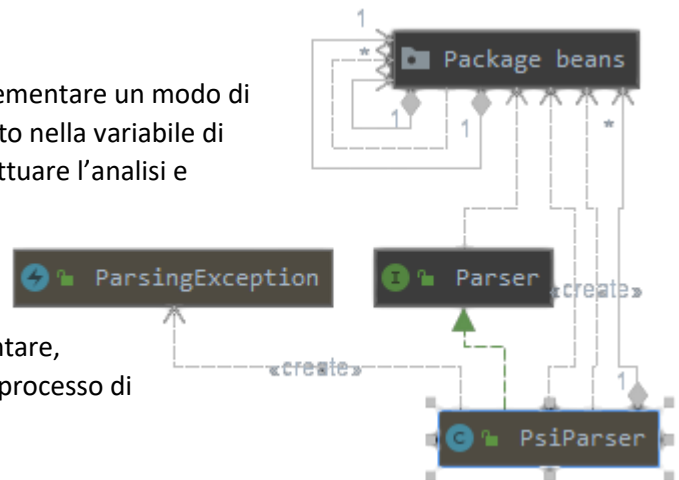 1
Package beans
*
ementare un modo di
to nella variabile di
1
1
*
ttuare l’analisi e
ParsingException
Parser
«create»
ntare,
«create»
processo di
1
PsiParser